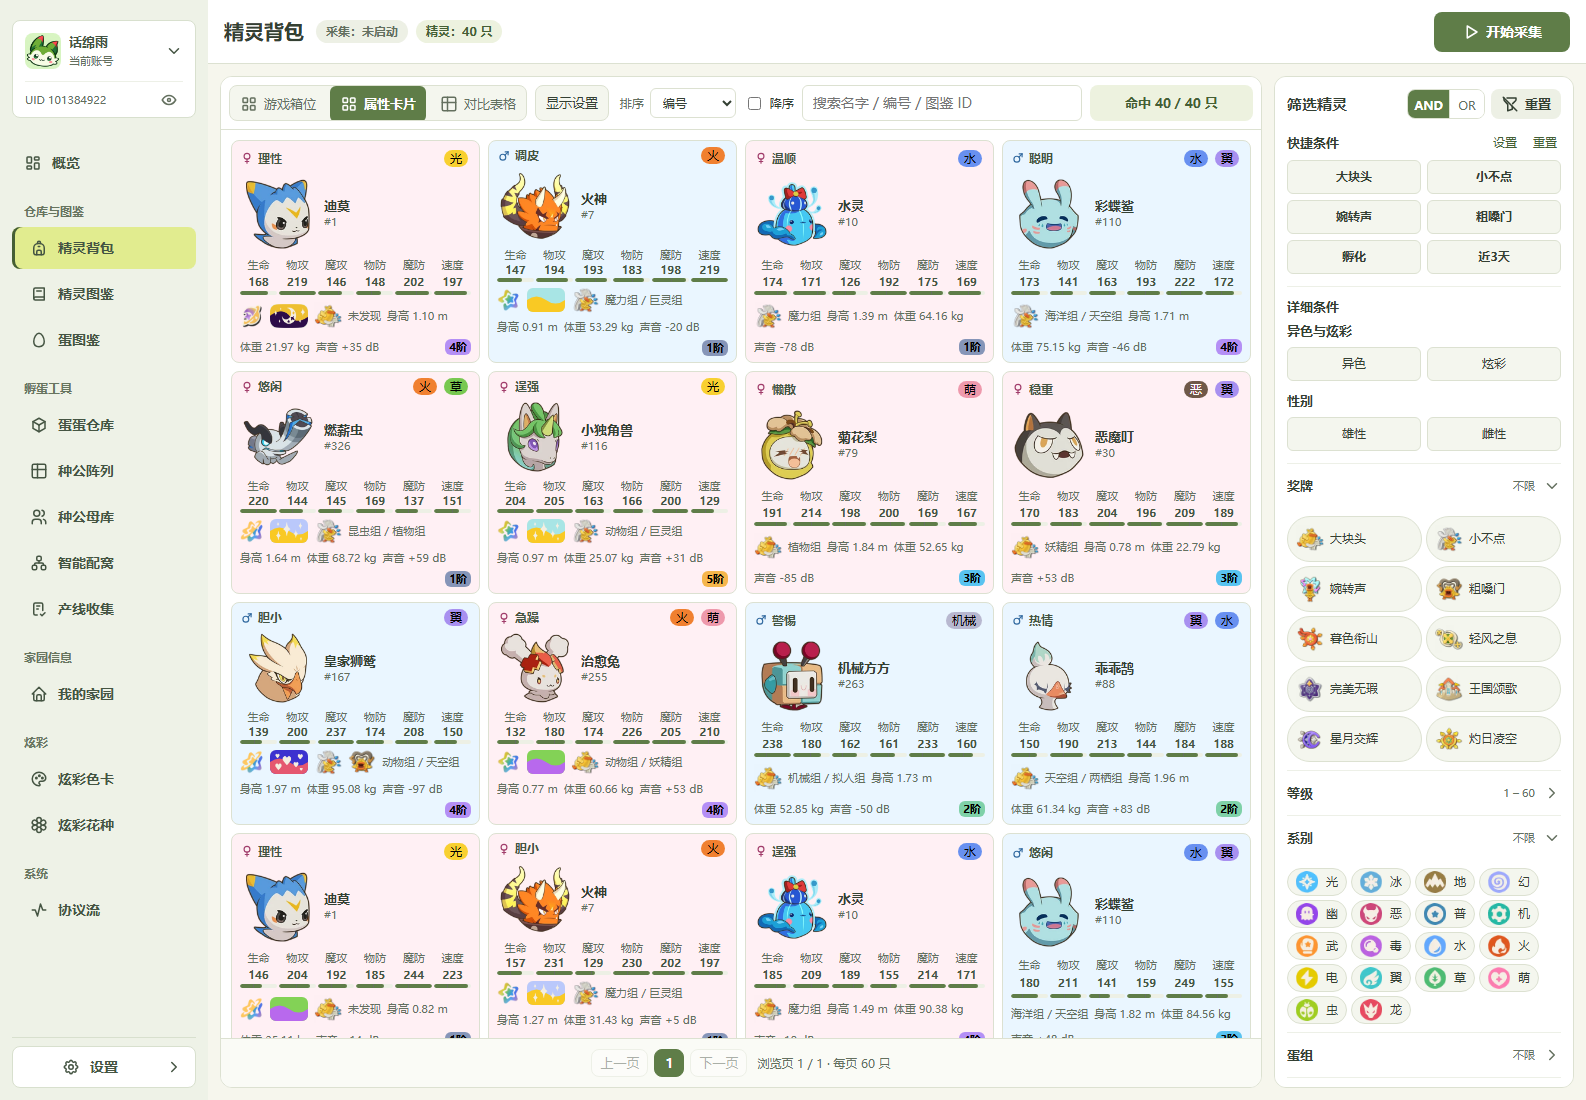 话绵雨
当前账号
UID 101384922
概览
仓库与图鉴
精灵背包
精灵图鉴
蛋图鉴
孵蛋工具
蛋蛋仓库
种公阵列
种公母库
智能配窝
产线收集
家园信息
我的家园
炫彩
炫彩色卡
炫彩花种
系统
协议流
设置
精灵背包 采集：未启动 精灵：40 只
开始采集
游戏箱位 属性卡片 对比表格 显示设置 排序 编号 降序 搜索名字 / 编号 / 图鉴 ID 命中 40 / 40 只
理性 光
迪莫
#1
生命 物攻 魔攻 物防 魔防 速度
168 219 146 148 202 197
未发现 身高 1.10 m
体重 21.97 kg 声音 +35 dB 4阶
调皮 火
火神
#7
生命 物攻 魔攻 物防 魔防 速度
147 194 193 183 198 219
魔力组 / 巨灵组
身高 0.91 m 体重 53.29 kg 声音 -20 dB
1阶
温顺 水
水灵
#10
生命 物攻 魔攻 物防 魔防 速度
174 171 126 192 175 169
魔力组 身高 1.39 m 体重 64.16 kg
声音 -78 dB 1阶
聪明 水 翼
彩蝶鲨
#110
生命 物攻 魔攻 物防 魔防 速度
173 141 163 193 222 172
海洋组 / 天空组 身高 1.71 m
体重 75.15 kg 声音 -46 dB 4阶
悠闲 火 草
燃薪虫
#326
生命 物攻 魔攻 物防 魔防 速度
220 144 145 169 137 151
昆虫组 / 植物组
身高 1.64 m 体重 68.72 kg 声音 +59 dB
1阶
逞强 光
小独角兽
#116
生命 物攻 魔攻 物防 魔防 速度
204 205 163 166 200 129
动物组 / 巨灵组
身高 0.97 m 体重 25.07 kg 声音 +31 dB
5阶
懒散 萌
菊花梨
#79
生命 物攻 魔攻 物防 魔防 速度
191 214 198 200 169 167
植物组 身高 1.84 m 体重 52.65 kg
声音 -85 dB 3阶
稳重 恶 翼
恶魔叮
#30
生命 物攻 魔攻 物防 魔防 速度
170 183 204 196 209 189
妖精组 身高 0.78 m 体重 22.79 kg
声音 +53 dB 3阶
胆小 翼
皇家狮鹫
#167
生命 物攻 魔攻 物防 魔防 速度
139 200 237 174 208 150
动物组 / 天空组
身高 1.97 m 体重 95.08 kg 声音 -97 dB
4阶
急躁 火 萌
治愈兔
#255
生命 物攻 魔攻 物防 魔防 速度
132 180 174 226 205 210
动物组 / 妖精组
身高 0.77 m 体重 60.66 kg 声音 +53 dB
4阶
警惕 机械
机械方方
#263
生命 物攻 魔攻 物防 魔防 速度
238 180 162 161 233 160
机械组 / 拟人组 身高 1.73 m
体重 52.85 kg 声音 -50 dB 2阶
热情 翼 水
乖乖鹄
#88
生命 物攻 魔攻 物防 魔防 速度
150 190 213 144 184 188
天空组 / 两栖组 身高 1.96 m
体重 61.34 kg 声音 +83 dB 2阶
理性 光
迪莫
#1
生命 物攻 魔攻 物防 魔防 速度
146 204 192 185 244 223
未发现 身高 0.82 m
胆小 火
火神
#7
生命 物攻 魔攻 物防 魔防 速度
157 231 129 230 202 197
魔力组 / 巨灵组
身高 1.27 m 体重 31.43 kg 声音 +5 dB
逞强 水
水灵
#10
生命 物攻 魔攻 物防 魔防 速度
185 209 189 155 214 171
魔力组 身高 1.49 m 体重 90.38 kg
悠闲 水 翼
彩蝶鲨
#110
生命 物攻 魔攻 物防 魔防 速度
180 211 141 159 249 155
海洋组 / 天空组 身高 1.82 m 体重 84.56 kg
上一页 1 下一页 浏览页 1 / 1 · 每页 60 只
筛选精灵 AND OR 重置
快捷条件 设置 重置
大块头 小不点
婉转声 粗嗓门
孵化 近3天
详细条件
异色与炫彩
异色 炫彩
性别
雄性 雌性
奖牌 不限
大块头 小不点
婉转声 粗嗓门
暮色衔山 轻风之息
完美无瑕 王国颂歌
星月交辉 灼日凌空
等级 1 – 60
系别 不限
光 冰 地 幻
幽 恶 普 机
武 毒 水 火
电 翼 草 萌
虫 龙
蛋组 不限